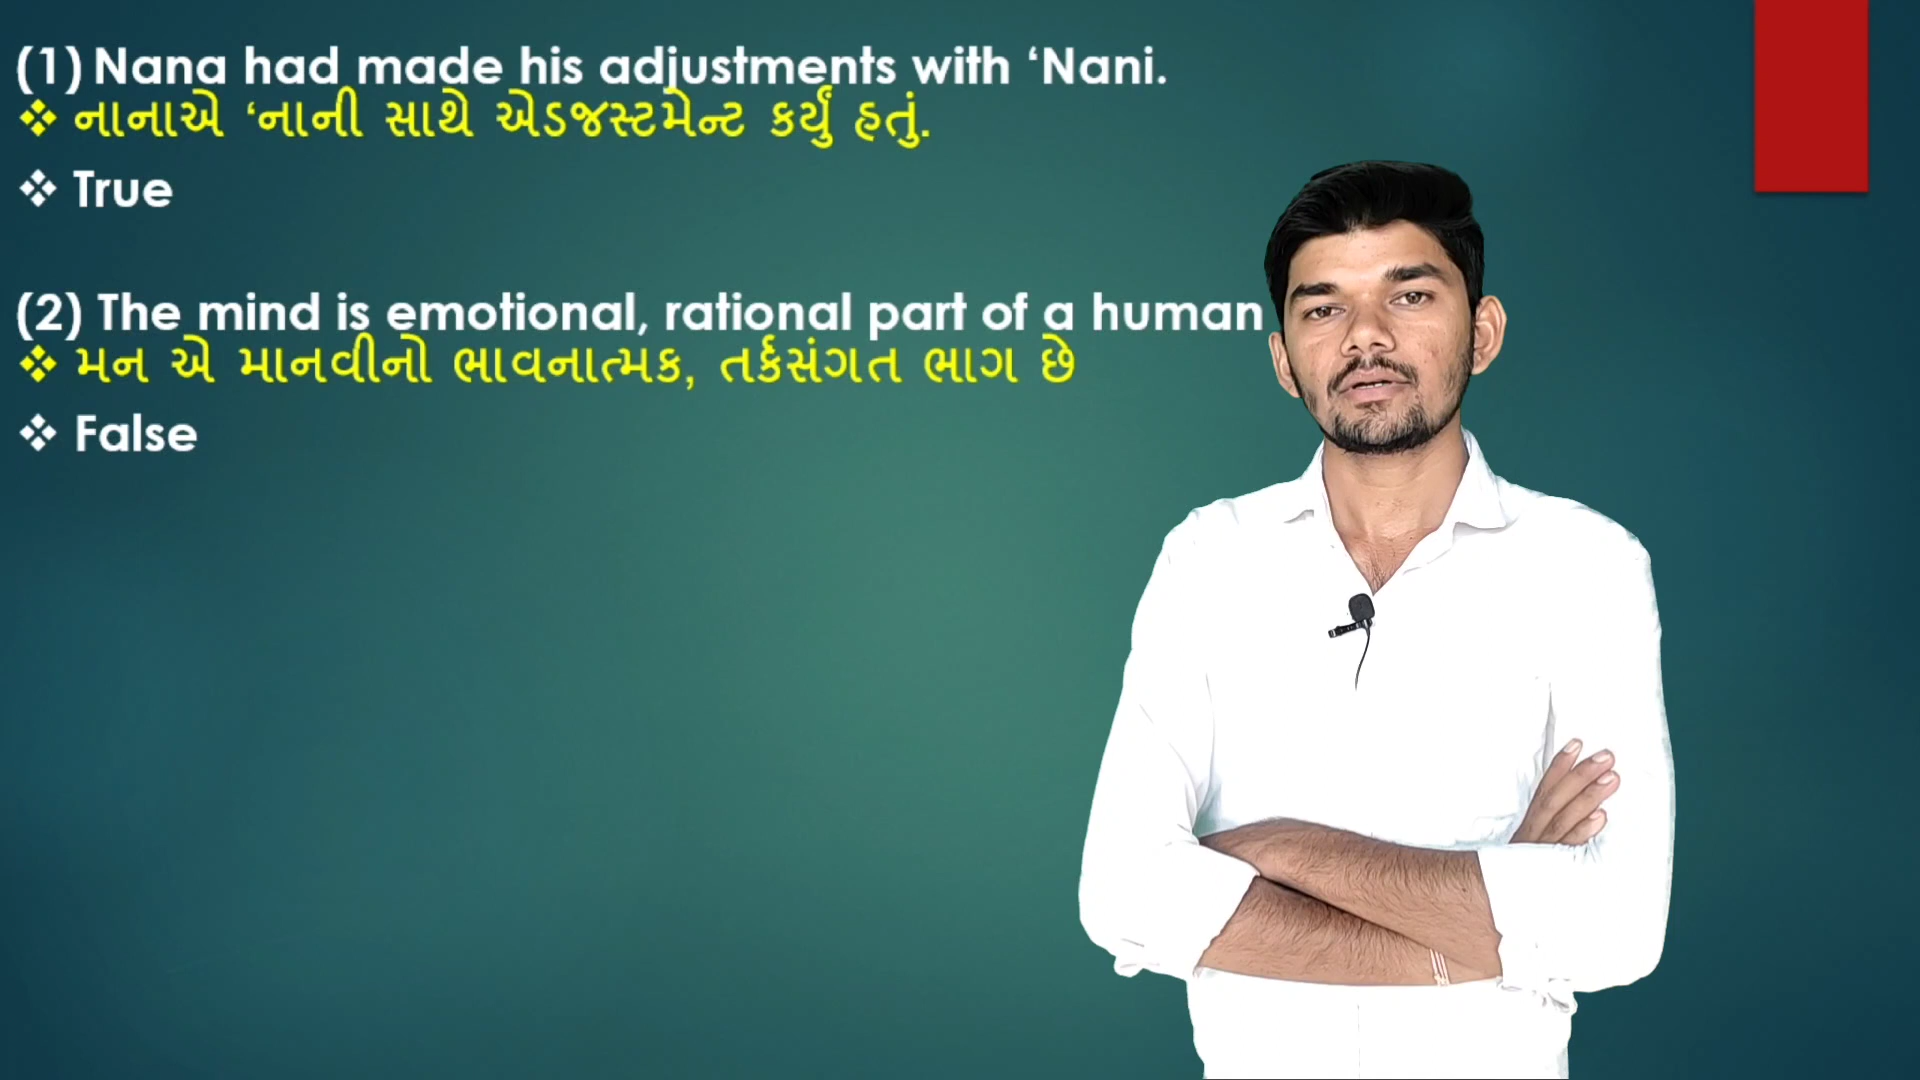 (1) Nana had made his adjustments with ‘Nani.
❖ નાનાએ ‘નાની સાથે એડજસ્ટમેન્ટ કર્યું હતું.
❖ True
(2) The mind is emotional, rational part of a human
❖ મન એ માનવીનો ભાવનાત્મક, તર્કસંગત ભાગ છે
❖ False